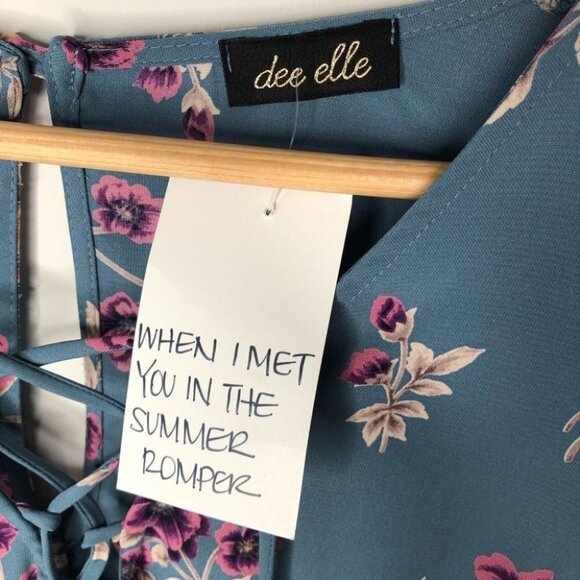 dee elle
WHEN I MET
YOU IN THE
SUMMER
ROMPER